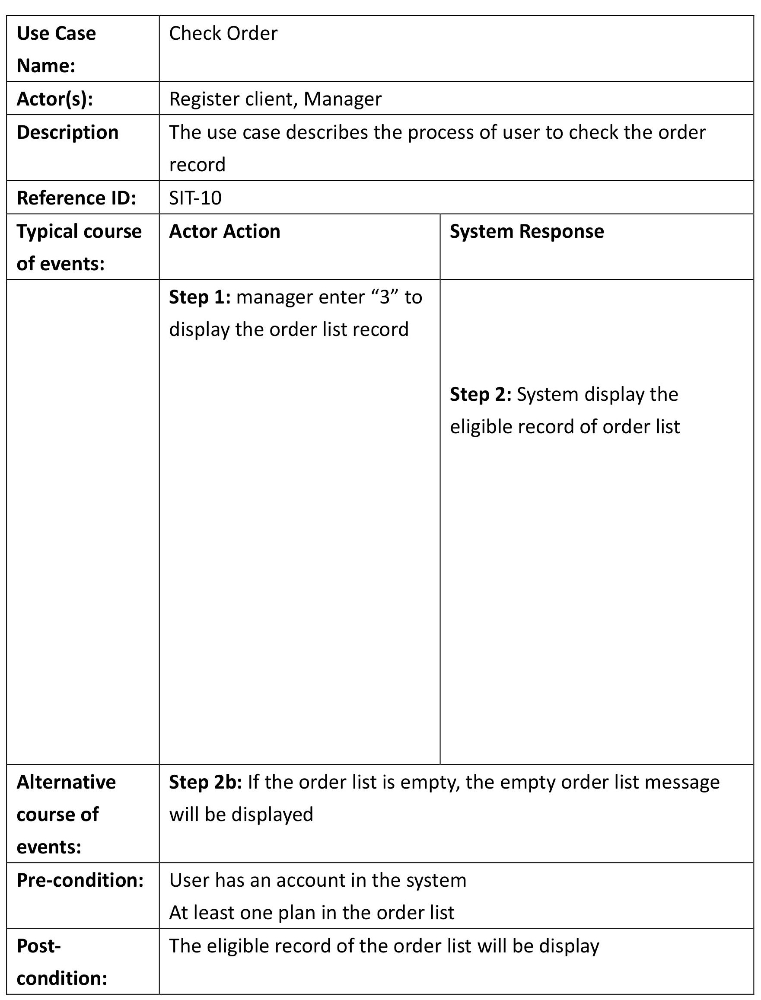 Use Case
Name:
Check Order
Actor(s):
Register client, Manager
Description
The use case describes the process of user to check the order
record
Reference ID:
SIT-10
Typical course
of events:
Actor Action
System Response
Step 1: manager enter “3” to
display the order list record
Step 2: System display the
eligible record of order list
Alternative
course of
events:
Step 2b: If the order list is empty, the empty order list message
will be displayed
Pre-condition:
User has an account in the system
At least one plan in the order list
Post-
condition:
The eligible record of the order list will be display